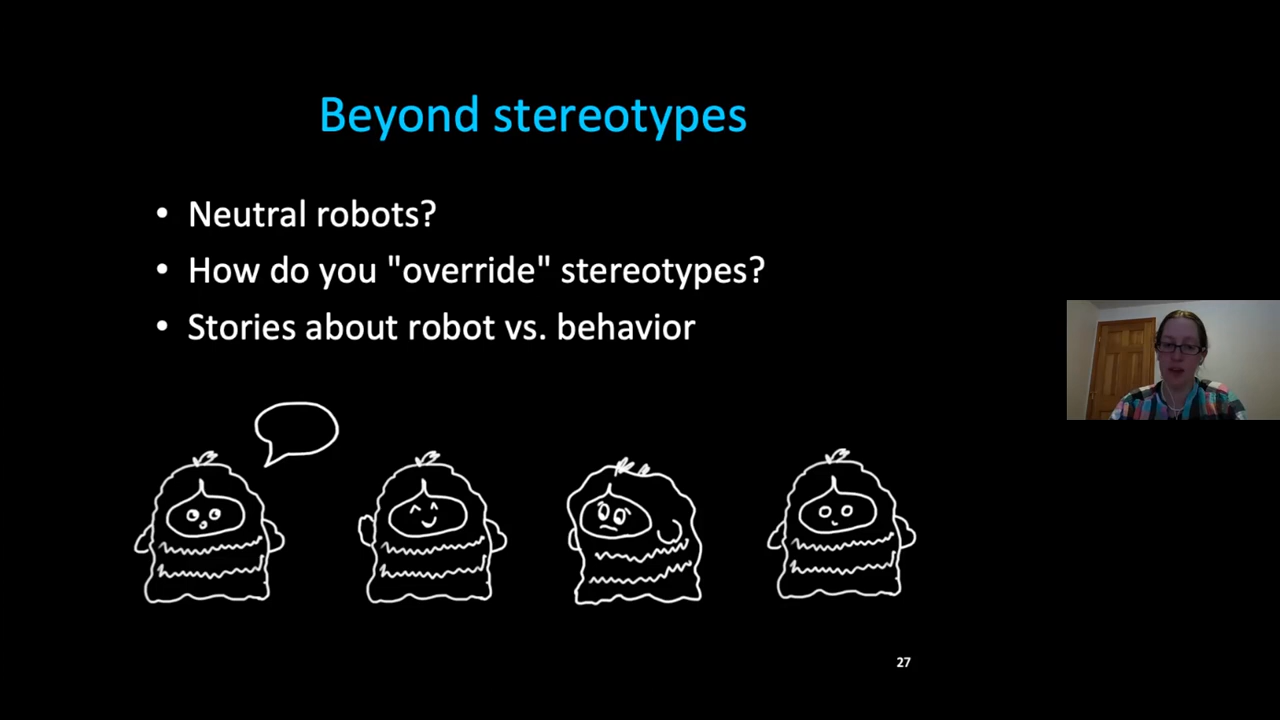 Beyond stereotypes
• Neutral robots?
• How do you "override" stereotypes?
• Stories about robot vs. behavior
27